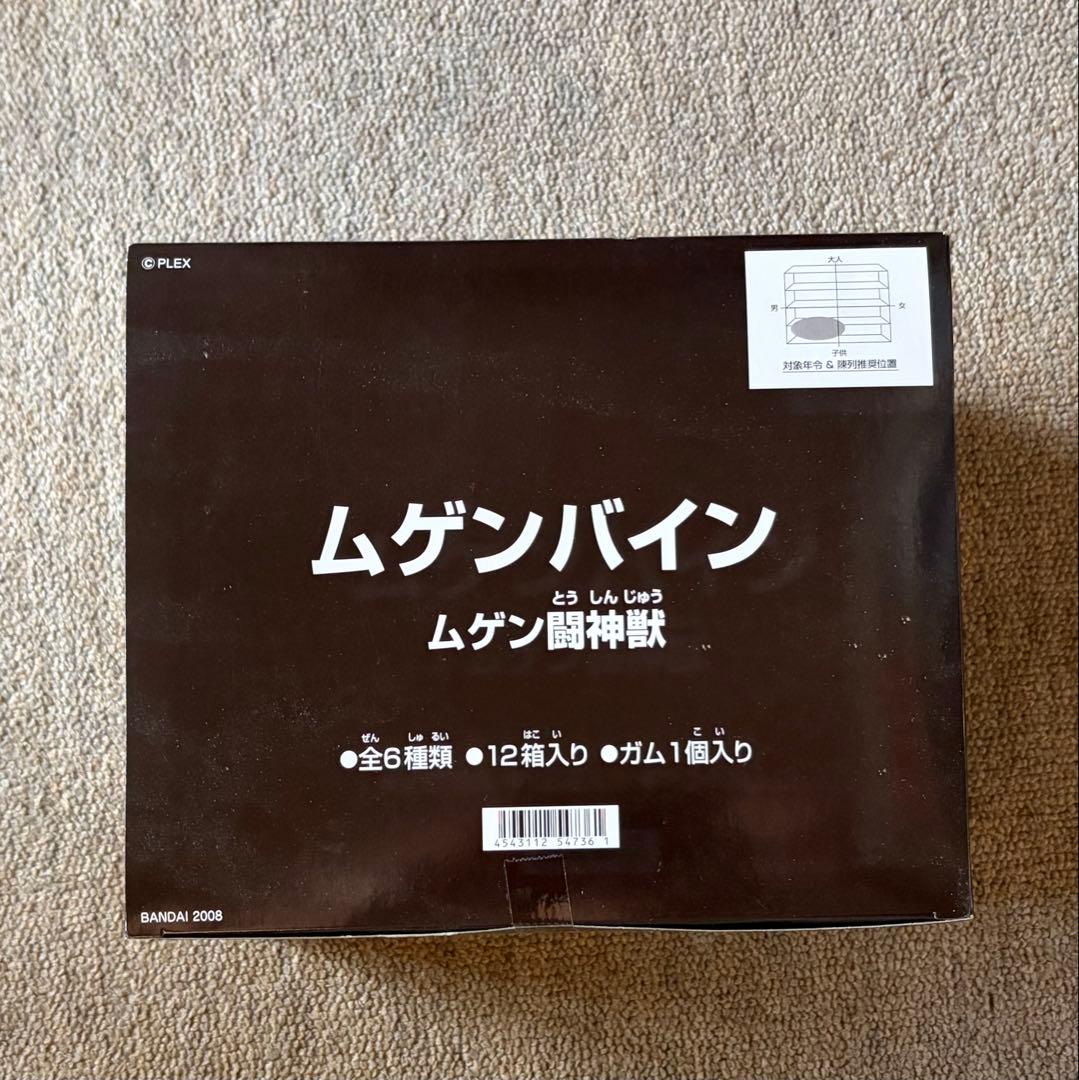 ©PLEX
大人
男
女
子供
対象年令 & 陳列推奨位置
ムゲンバイン
とう しん じゅう
ムゲン闘神獣
ぜん しゅ るい はこ い こ い
●全6種類 ●12箱入り ●ガム1個入り
4543112 54736 1
BANDAI 2008